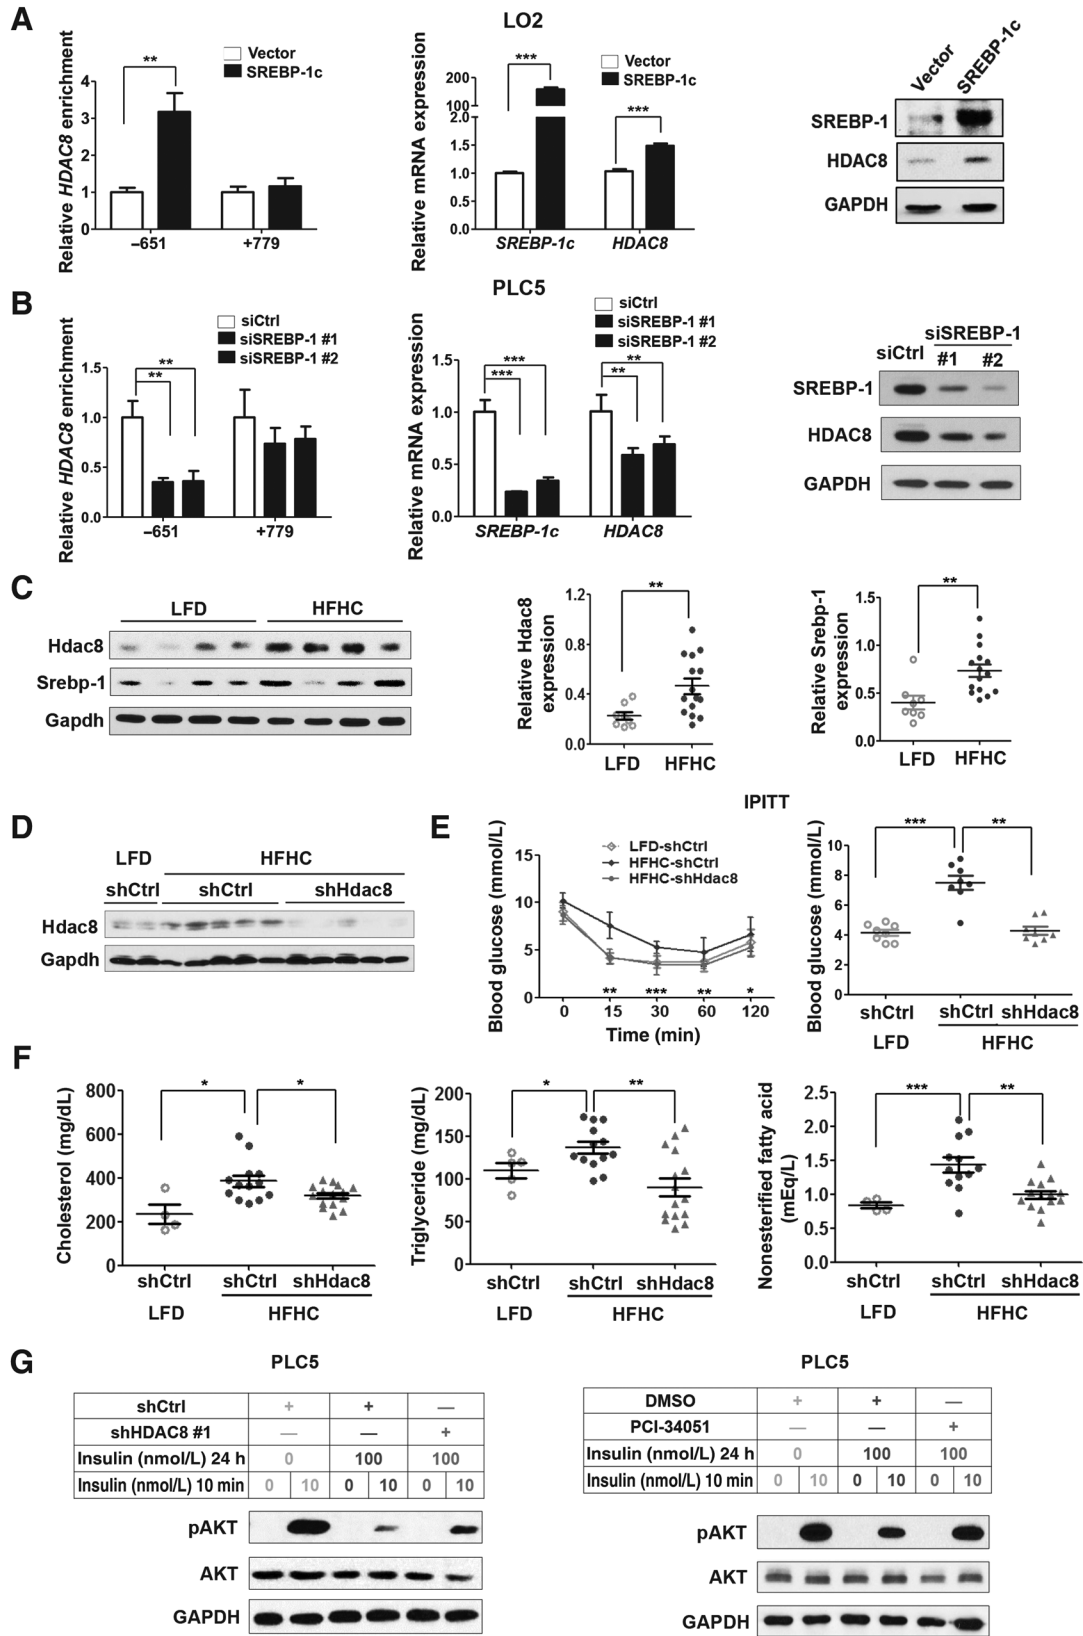 A
LO2
Relative HDAC8 enrichment
Vector
SREBP-1c
**
4
3
2
1
0
–651
+779
Relative mRNA expression
Vector
SREBP-1c
***
***
200
100
2.0
1.5
1.0
0.5
0.0
SREBP-1c
HDAC8
Vector
SREBP-1c
SREBP-1
HDAC8
GAPDH
B
PLC5
Relative HDAC8 enrichment
siCtrl
siSREBP-1 #1
siSREBP-1 #2
**
**
1.5
1.0
0.5
0.0
–651
+779
Relative mRNA expression
siCtrl
siSREBP-1 #1
siSREBP-1 #2
***
***
**
**
1.5
1.0
0.5
0.0
SREBP-1c
HDAC8
siSREBP-1
siCtrl #1 #2
SREBP-1
HDAC8
GAPDH
C
LFD HFHC
Hdac8
Srebp-1
Gapdh
Relative Hdac8
expression
**
1.2
0.8
0.4
0.0
LFD HFHC
Relative Srebp-1
expression
**
1.5
1.0
0.5
0.0
LFD HFHC
D
LFD HFHC
shCtrl shCtrl shHdac8
Hdac8
Gapdh
E
IPITT
Blood glucose (mmol/L)
LFD-shCtrl
HFHC-shCtrl
HFHC-shHdac8
15
10
5
0
** *** ** *
0 15 30 60 120
Time (min)
Blood glucose (mmol/L)
*** **
10
8
6
4
2
0
shCtrl shCtrl shHdac8
LFD HFHC
F
Cholesterol (mg/dL)
* *
800
600
400
200
0
shCtrl shCtrl shHdac8
LFD HFHC
Triglyceride (mg/dL)
* **
200
150
100
50
0
shCtrl shCtrl shHdac8
LFD HFHC
Nonesterified fatty acid
(mEq/L)
*** **
2.5
2.0
1.5
1.0
0.5
0.0
shCtrl shCtrl shHdac8
LFD HFHC
G
PLC5
shCtrl + + —
shHDAC8 #1 — — +
Insulin (nmol/L) 24 h 0 100 100
Insulin (nmol/L) 10 min 0 10 0 10 0 10
pAKT
AKT
GAPDH
PLC5
DMSO + + —
PCI-34051 — — +
Insulin (nmol/L) 24 h 0 100 100
Insulin (nmol/L) 10 min 0 10 0 10 0 10
pAKT
AKT
GAPDH